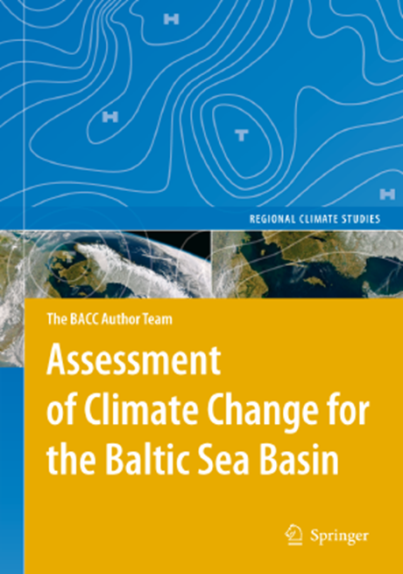 H
H
T
H
REGIONAL CLIMATE STUDIES
The BACC Author Team
Assessment
of Climate Change for
the Baltic Sea Basin
Springer